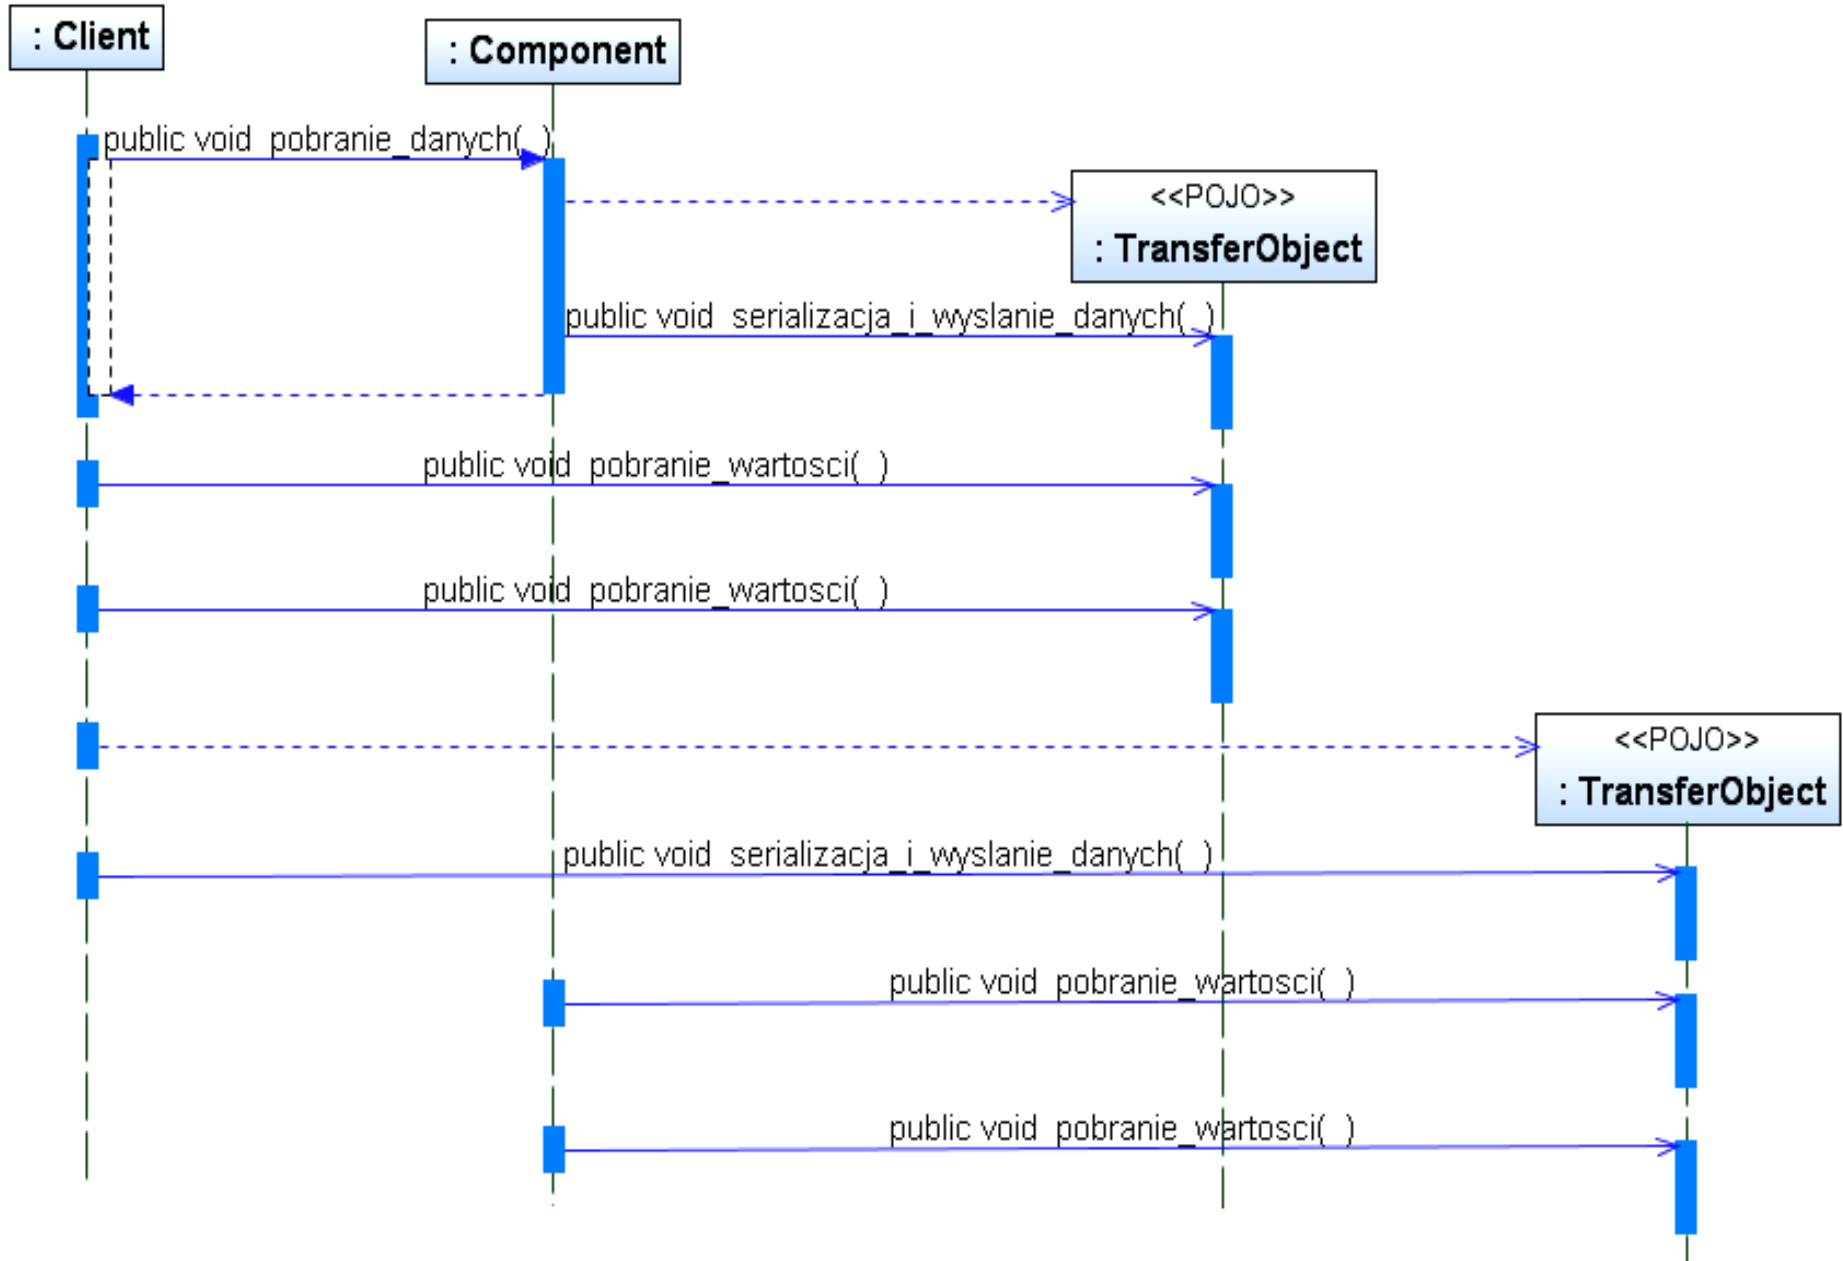 : Client
: Component
public void pobranie_danych( )
<<POJO>>
: TransferObject
public void serializacja_i_wyslanie_danych( )
public void pobranie_wartosci( )
public void pobranie_wartosci( )
<<POJO>>
: TransferObject
public void serializacja_i_wyslanie_danych( )
public void pobranie_wartosci( )
public void pobranie_wartosci( )